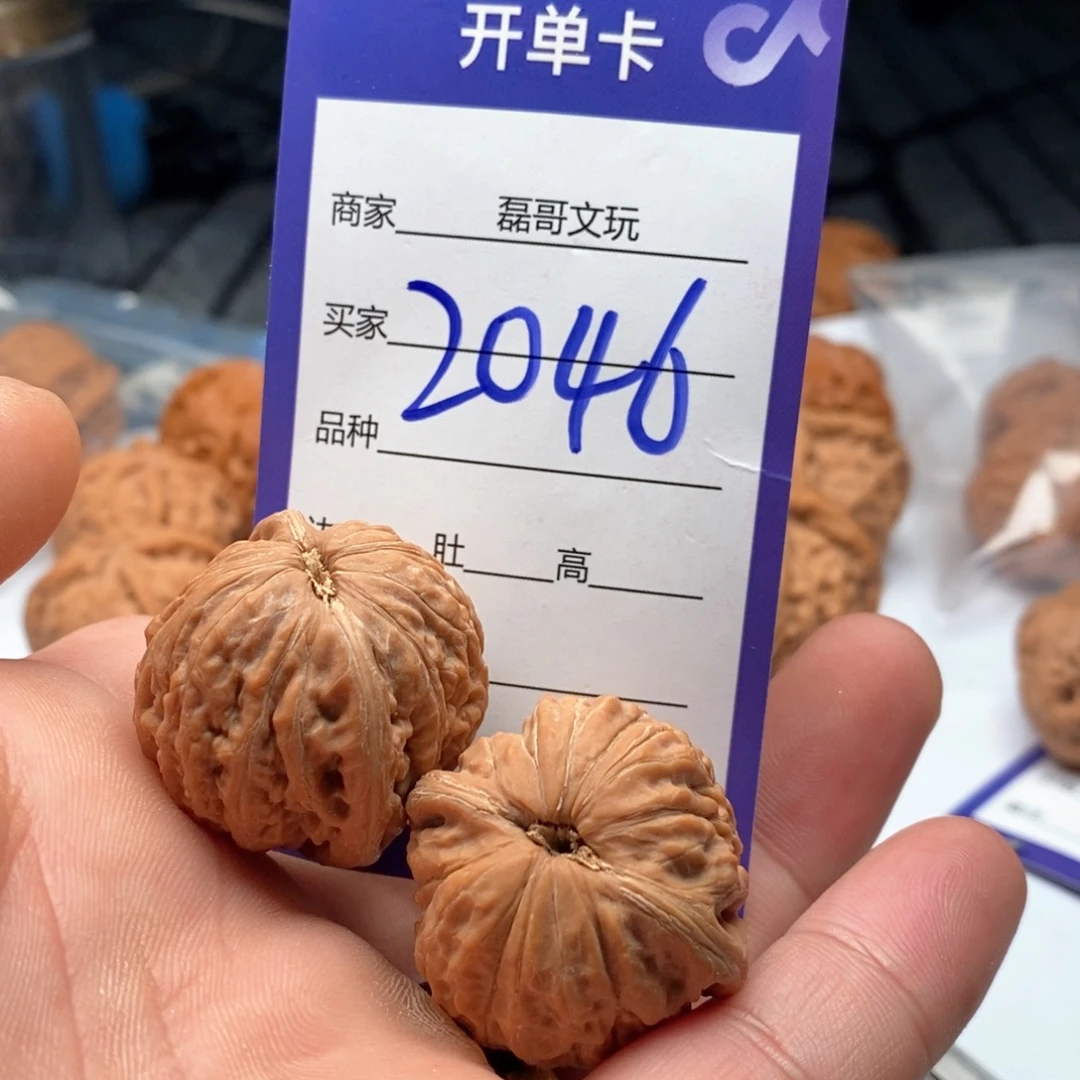 开单卡
商家 磊哥文玩
买家 2046
品种
肚 高